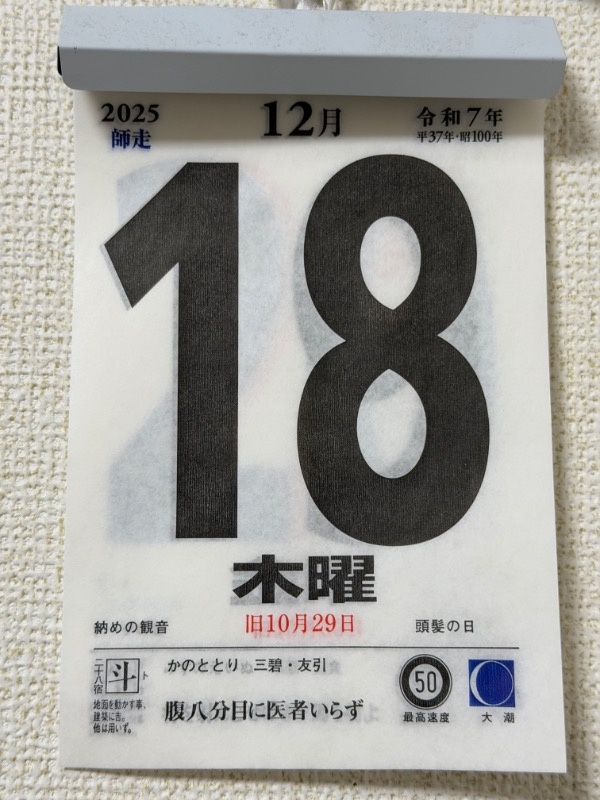 2025 12月 令和7年
師走 平37年・昭100年
18
木曜
納めの観音 旧10月29日 頭髪の日
二十八宿 斗 ト
地面を動かす事、
建築に吉。
他は用いず。
かのととり 三碧・友引
腹八分目に医者いらず
50
最高速度
大潮